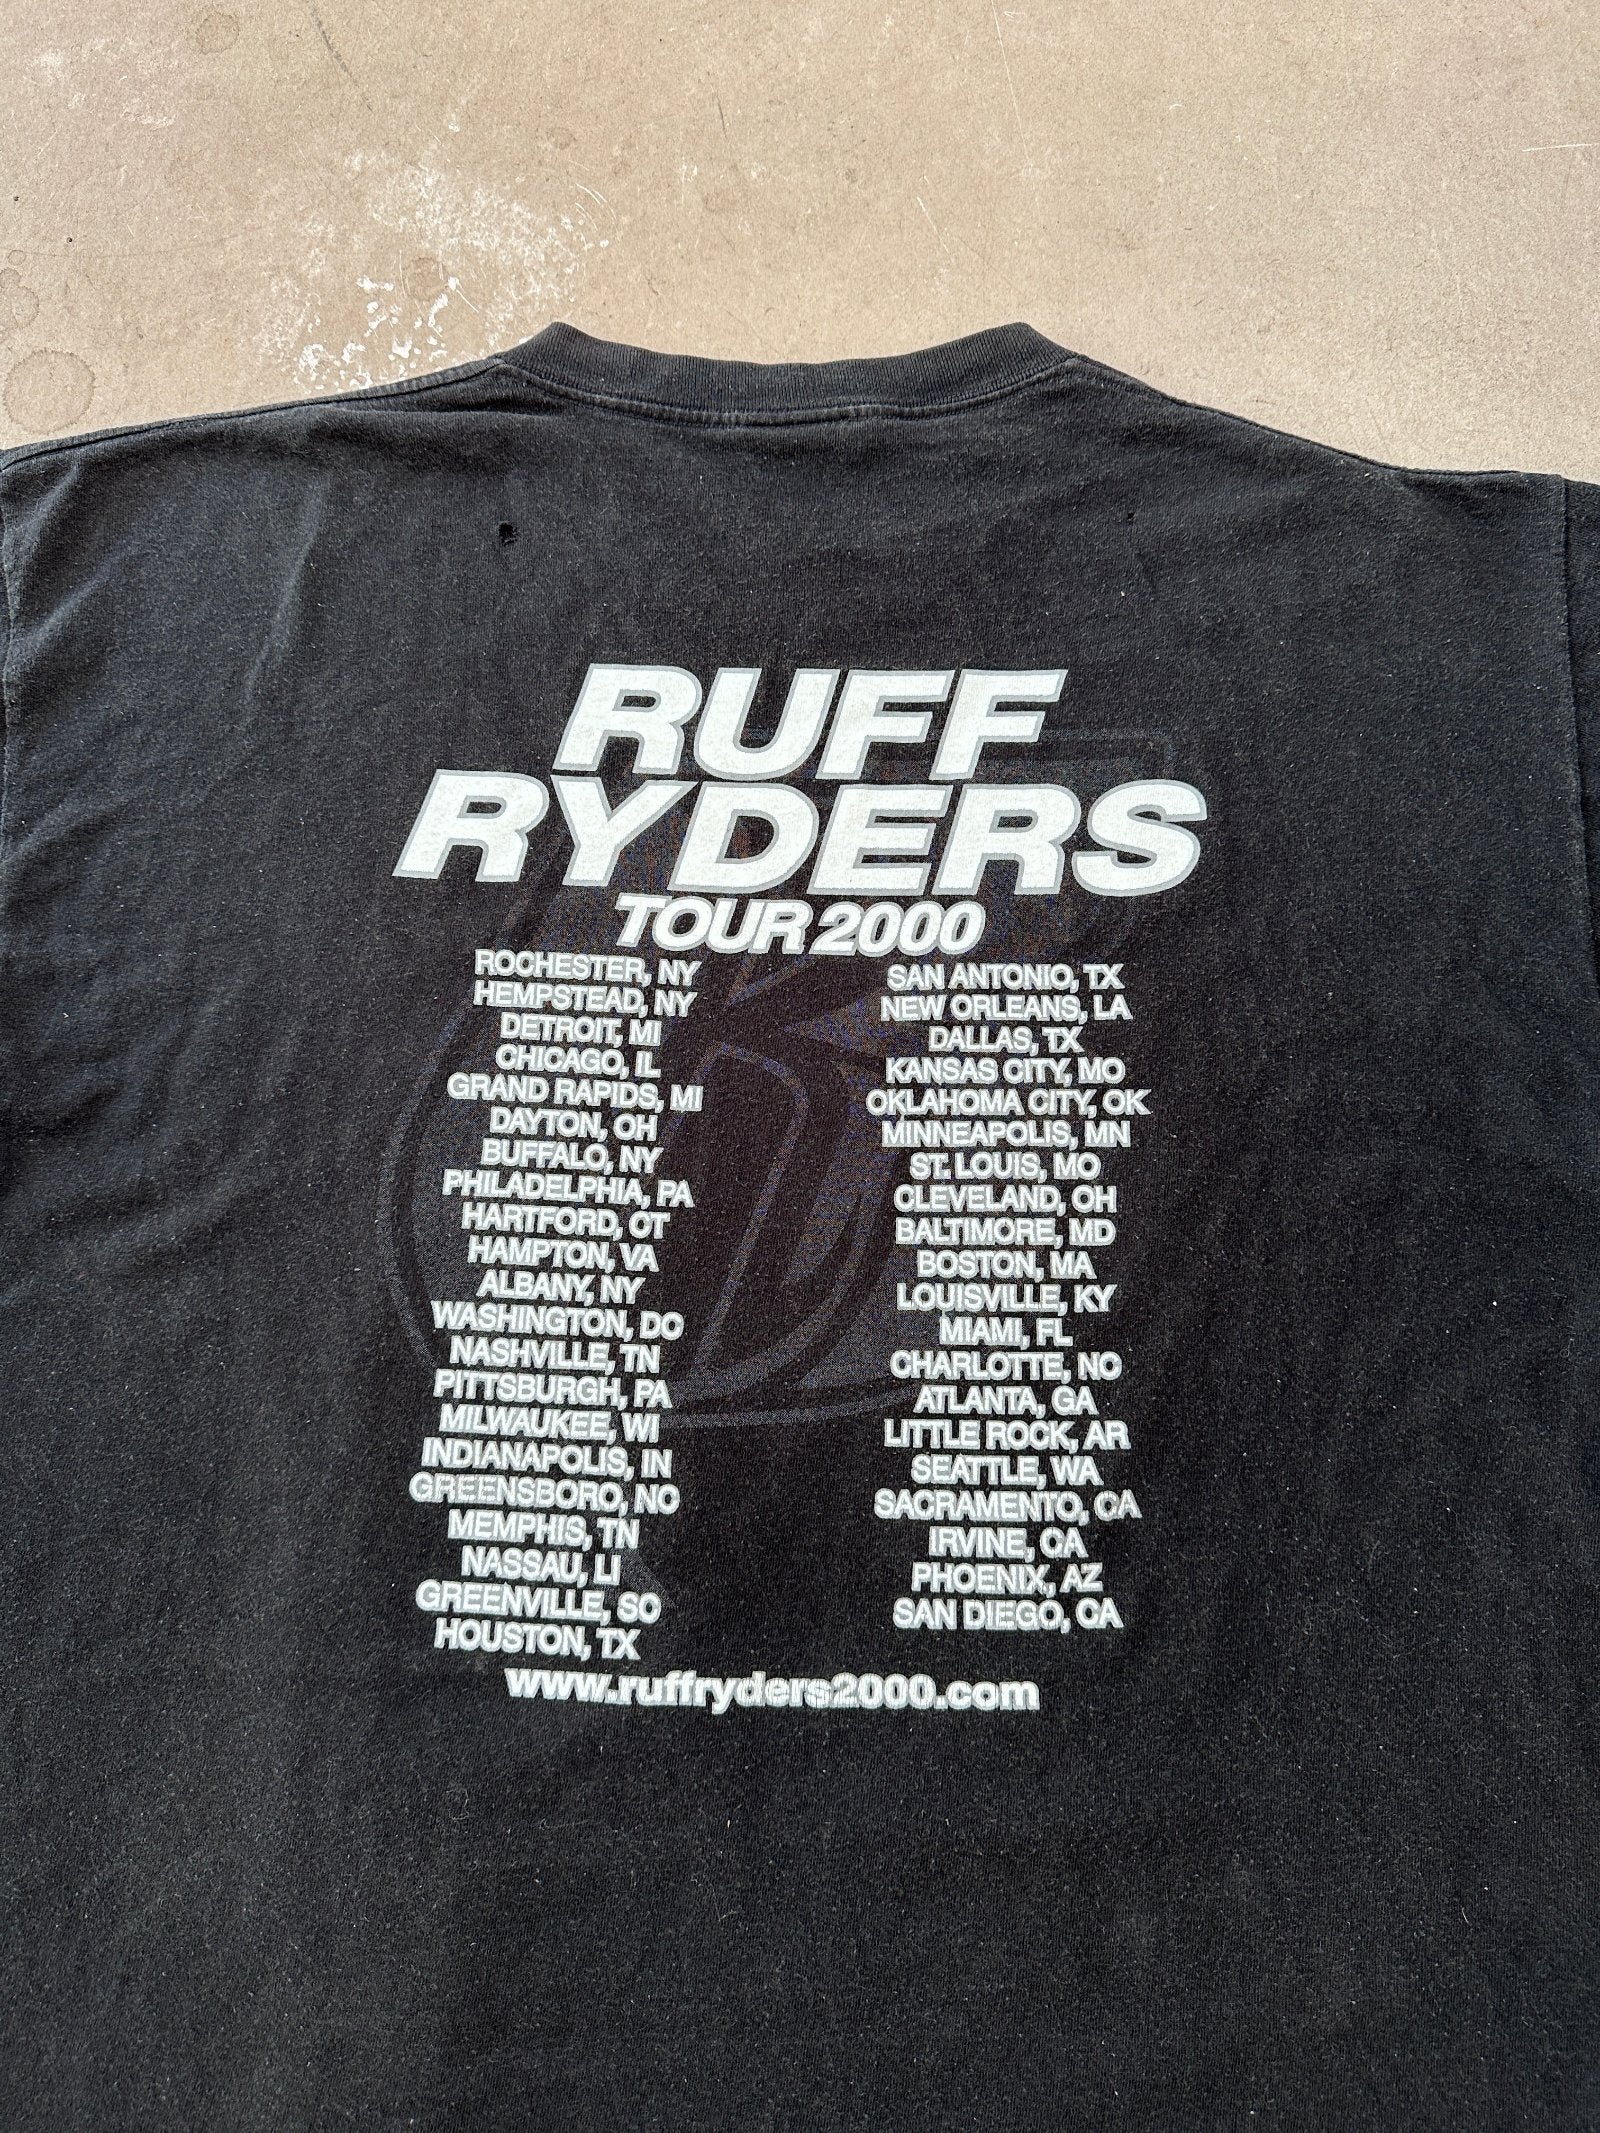 RUFF
RYDERS
TOUR 2000
ROCHESTER, NY
HEMPSTEAD, NY
DETROIT, MI
CHICAGO, IL
GRAND RAPIDS, MI
DAYTON, OH
BUFFALO, NY
PHILADELPHIA, PA
HARTFORD, CT
HAMPTON, VA
ALBANY, NY
WASHINGTON, DC
NASHVILLE, TN
PITTSBURGH, PA
MILWAUKEE, WI
INDIANAPOLIS, IN
GREENSBORO, NC
MEMPHIS, TN
NASSAU, LI
GREENVILLE, SC
HOUSTON, TX
SAN ANTONIO, TX
NEW ORLEANS, LA
DALLAS, TX
KANSAS CITY, MO
OKLAHOMA CITY, OK
MINNEAPOLIS, MN
ST. LOUIS, MO
CLEVELAND, OH
BALTIMORE, MD
BOSTON, MA
LOUISVILLE, KY
MIAMI, FL
CHARLOTTE, NC
ATLANTA, GA
LITTLE ROCK, AR
SEATTLE, WA
SACRAMENTO, CA
IRVINE, CA
PHOENIX, AZ
SAN DIEGO, CA
www.ruffryders2000.com